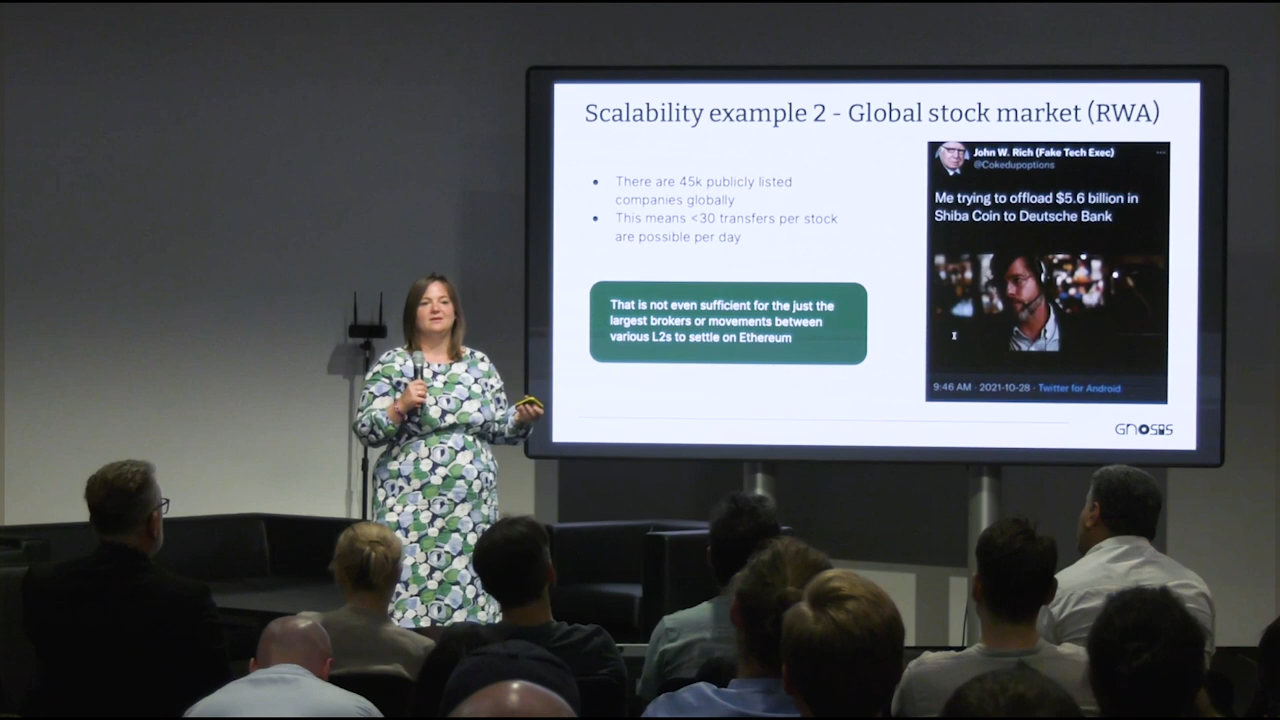 Scalability example 2 - Global stock market (RWA)
There are 45k publicly listed
companies globally
This means <30 transfers per stock
are possible per day
That is not even sufficient for the just the
largest brokers or movements between
various L2s to settle on Ethereum
John W. Rich (Fake Tech Exec)
@Cokedupoptions
Me trying to offload $5.6 billion in
Shiba Coin to Deutsche Bank
9:46 AM · 2021-10-28 · Twitter for Android
GNOSIS